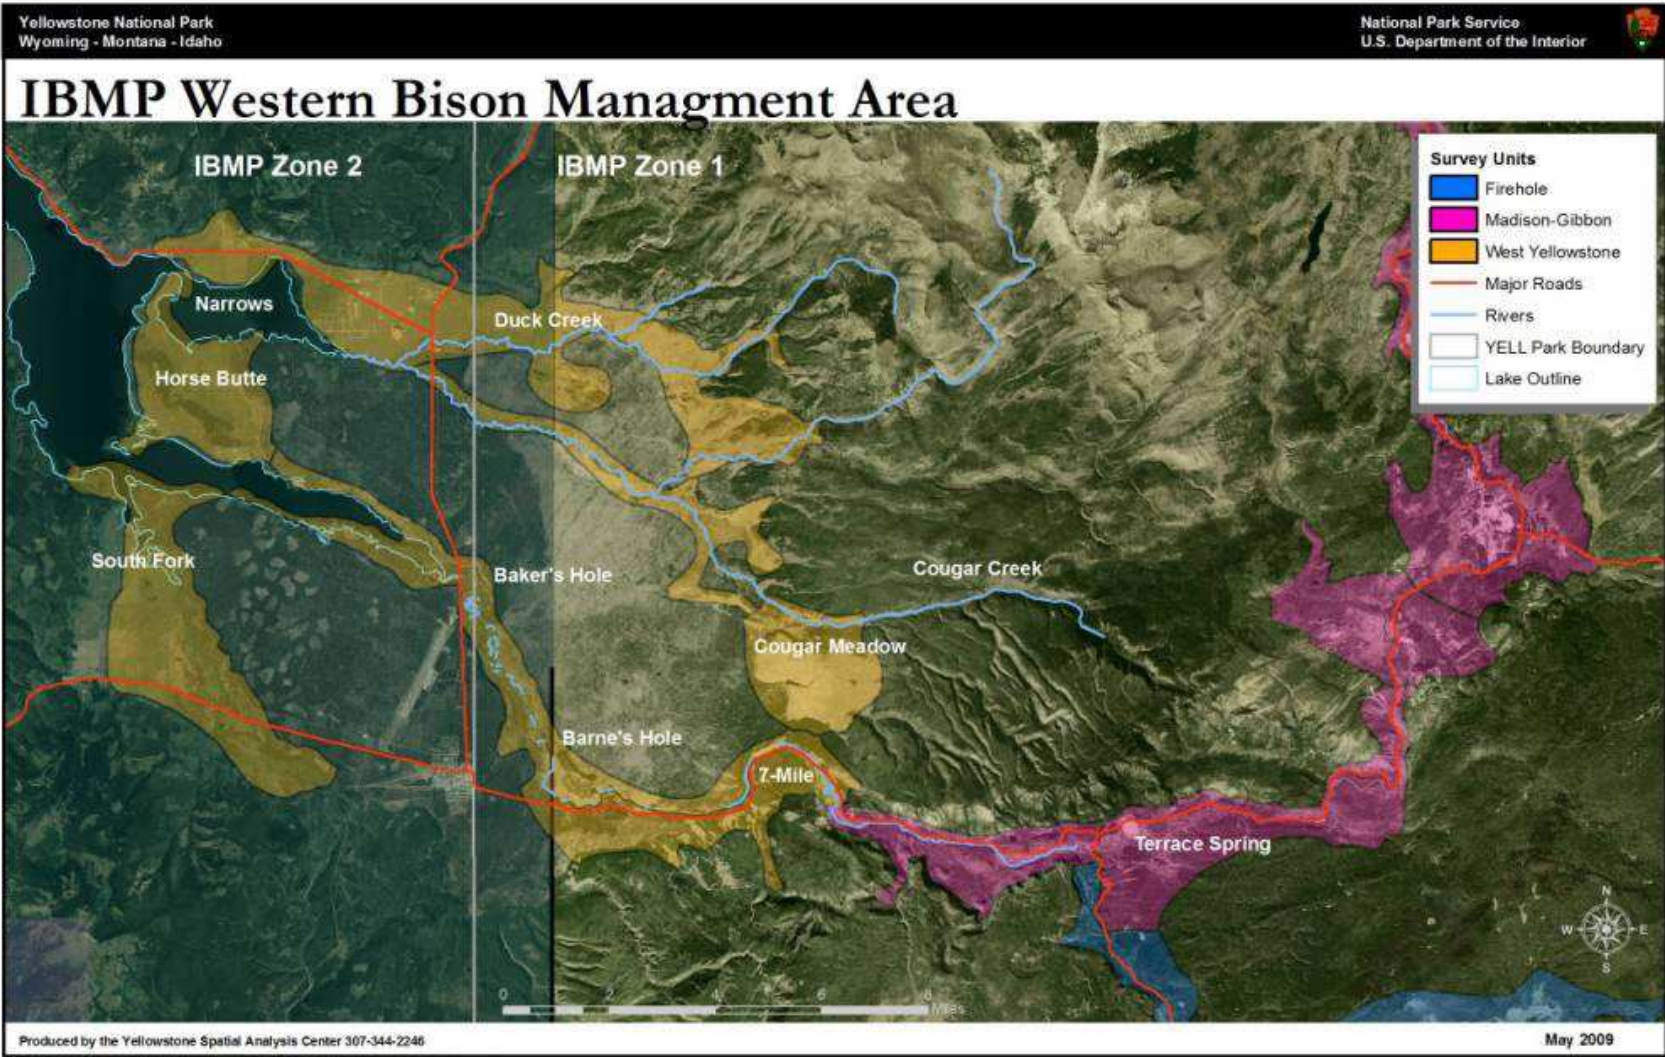 Yellowstone National Park
Wyoming - Montana - Idaho
National Park Service
U.S. Department of the Interior
IBMP Western Bison Managment Area
IBMP Zone 2
IBMP Zone 1
Survey Units
Firehole
Madison-Gibbon
West Yellowstone
Major Roads
Rivers
YELL Park Boundary
Lake Outline
Narrows
Duck Creek
Horse Butte
South Fork
Baker's Hole
Cougar Creek
Cougar Meadow
Barne's Hole
7-Mile
Terrace Spring
N
W E
S
0 2 4 6 8
Miles
Produced by the Yellowstone Spatial Analysis Center 307-344-2246
May 2009